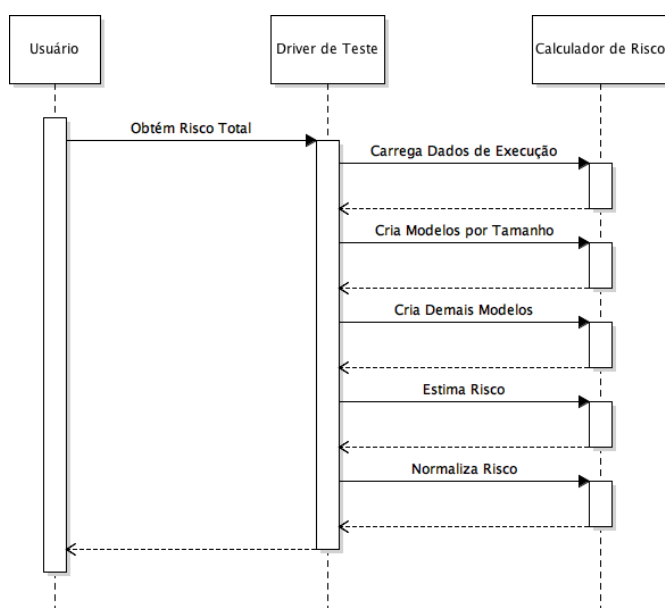 Usuário
Driver de Teste
Calculador de Risco
Obtém Risco Total
Carrega Dados de Execução
Cria Modelos por Tamanho
Cria Demais Modelos
Estima Risco
Normaliza Risco